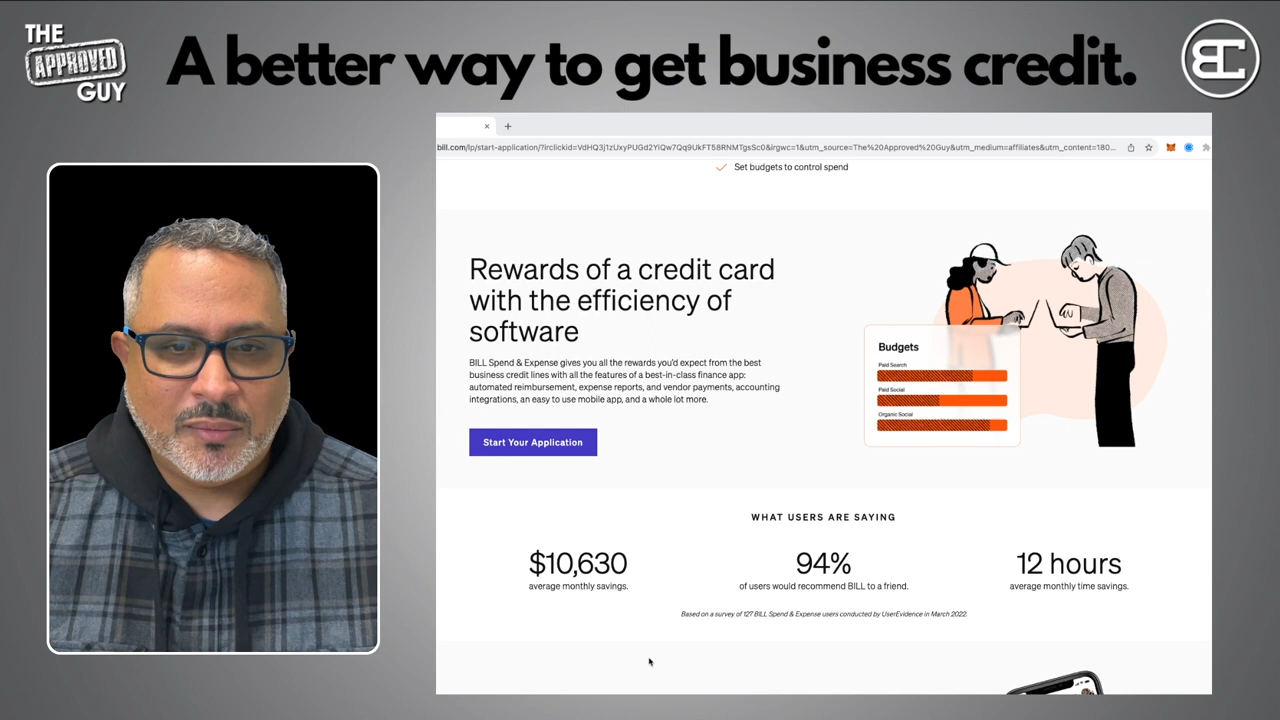 THE
APPROVED
GUY
A better way to get business credit.
BC
bill.com/lp/start-application/?irclickid=VdHQ3j1zUxyPUGd2YiQw7Qq9UkFT58RNMTgsSc0&irgwc=1&utm_source=The%20Approved%20Guy&utm_medium=affiliates&utm_content=180...
Set budgets to control spend
Rewards of a credit card
with the efficiency of
software
BILL Spend & Expense gives you all the rewards you'd expect from the best
business credit lines with all the features of a best-in-class finance app:
automated reimbursement, expense reports, and vendor payments, accounting
integrations, an easy to use mobile app, and a whole lot more.
Start Your Application
Budgets
Paid Search
Paid Social
Organic Social
WHAT USERS ARE SAYING
$10,630
average monthly savings.
94%
of users would recommend BILL to a friend.
12 hours
average monthly time savings.
Based on a survey of 127 BILL Spend & Expense users conducted by UserEvidence in March 2022.